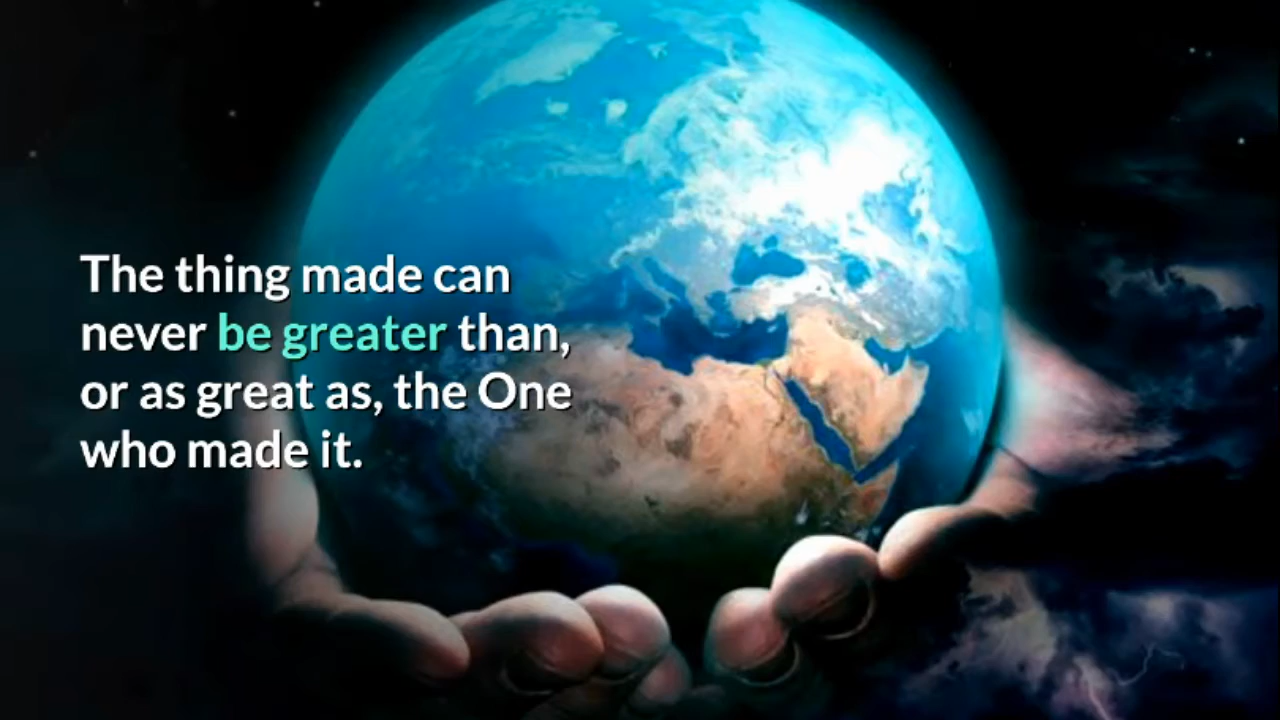 The thing made can
never be greater than,
or as great as, the One
who made it.